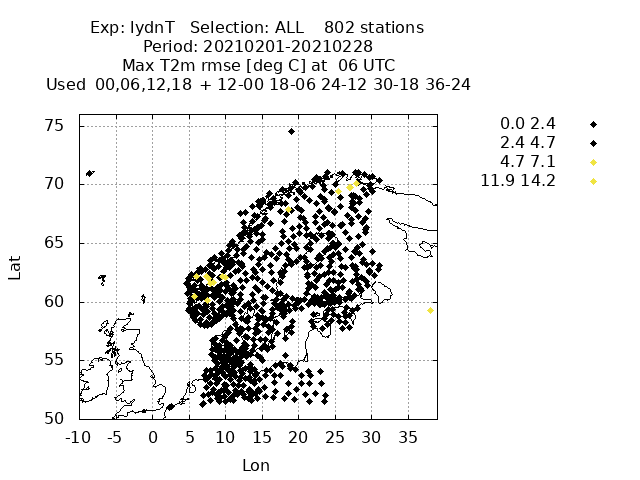 Exp: IydnT   Selection: ALL    802 stations
Period: 20210201-20210228
Max T2m rmse [deg C] at  06 UTC
Used  00,06,12,18  + 12-00 18-06 24-12 30-18 36-24
0.0 2.4
2.4 4.7
4.7 7.1
11.9 14.2
75
70
65
60
55
50
Lat
-10 -5 0 5 10 15 20 25 30 35
Lon